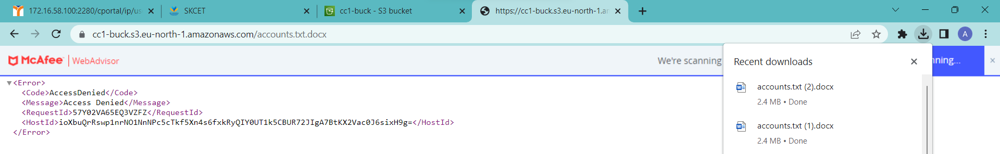 172.16.58.100:2280/cportal/ip/us
SKCET
cc1-buck - S3 bucket
https://cc1-buck.s3.eu-north-1.am
cc1-buck.s3.eu-north-1.amazonaws.com/accounts.txt.docx
A
McAfee | WebAdvisor
We're scanning
nning...
Recent downloads
accounts.txt (2).docx
2.4 MB • Done
accounts.txt (1).docx
2.4 MB • Done
<Error>
<Code>AccessDenied</Code>
<Message>Access Denied</Message>
<RequestId>57Y02VA65EQ3VZFZ</RequestId>
<HostId>ioXbuQrRswp1nrNO1NnNPc5cTkf5Xn4s6fxkRyQIY0UT1k5CBUR72JIgA7BtKX2Vac0J6sixH9g=</HostId>
</Error>